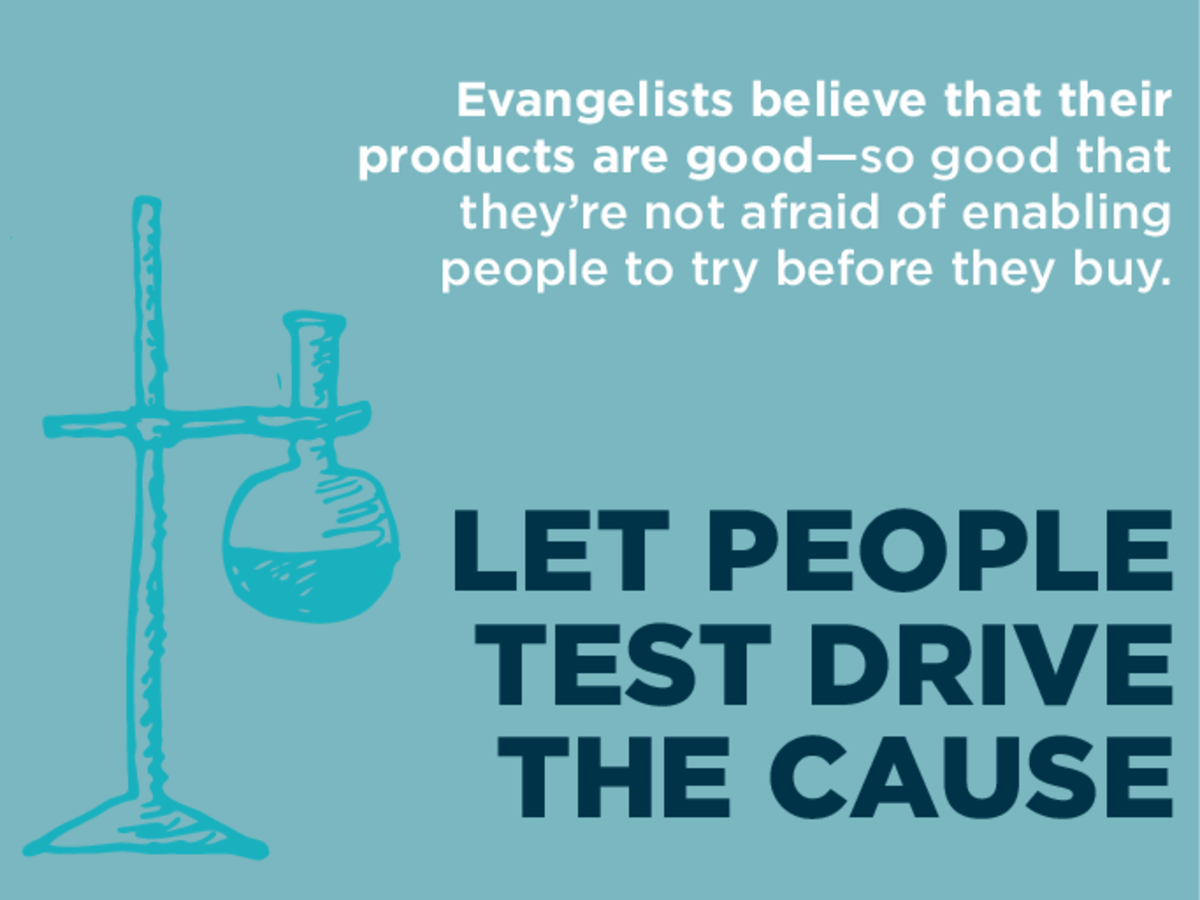 Evangelists believe that their
products are good—so good that
they’re not afraid of enabling
people to try before they buy.
LET PEOPLE
TEST DRIVE
THE CAUSE